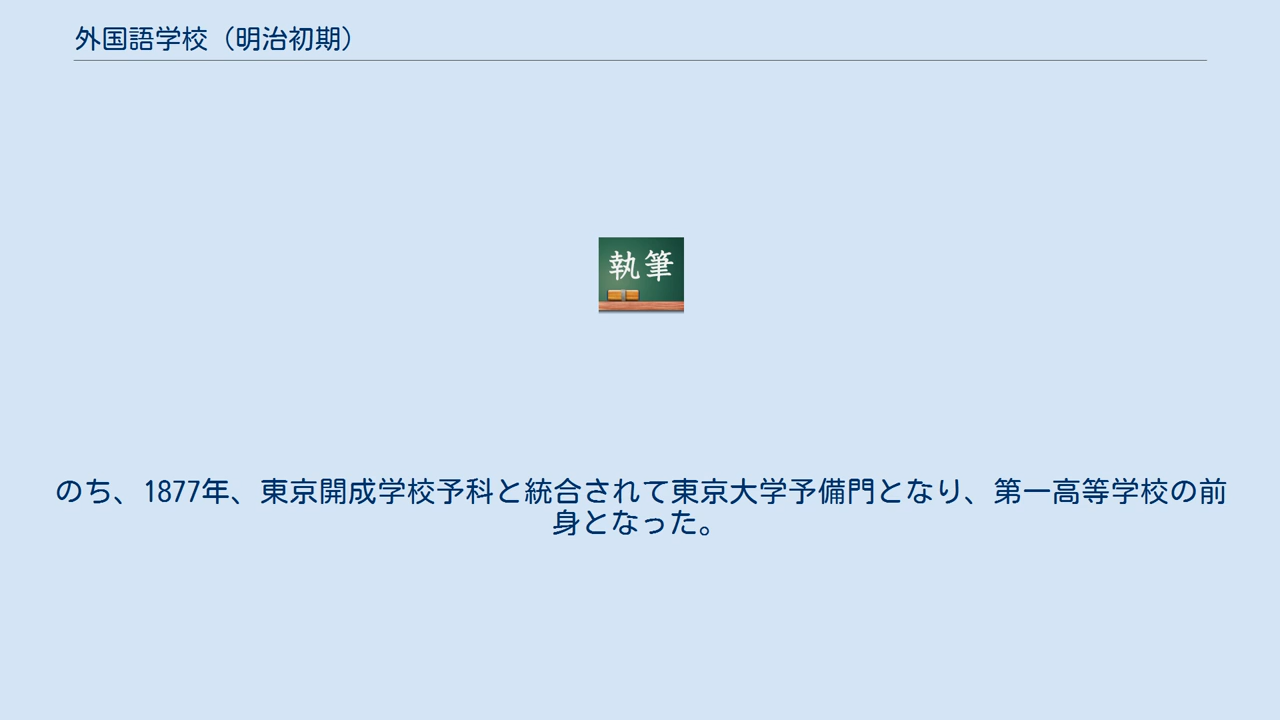 外国語学校（明治初期）
執筆
のち、1877年、東京開成学校予科と統合されて東京大学予備門となり、第一高等学校の前
身となった。